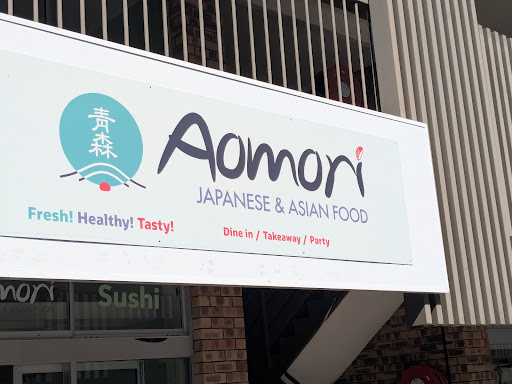 青森
Aomori
JAPANESE & ASIAN FOOD
Fresh! Healthy! Tasty!
Dine in / Takeaway / Party
omori
Sushi